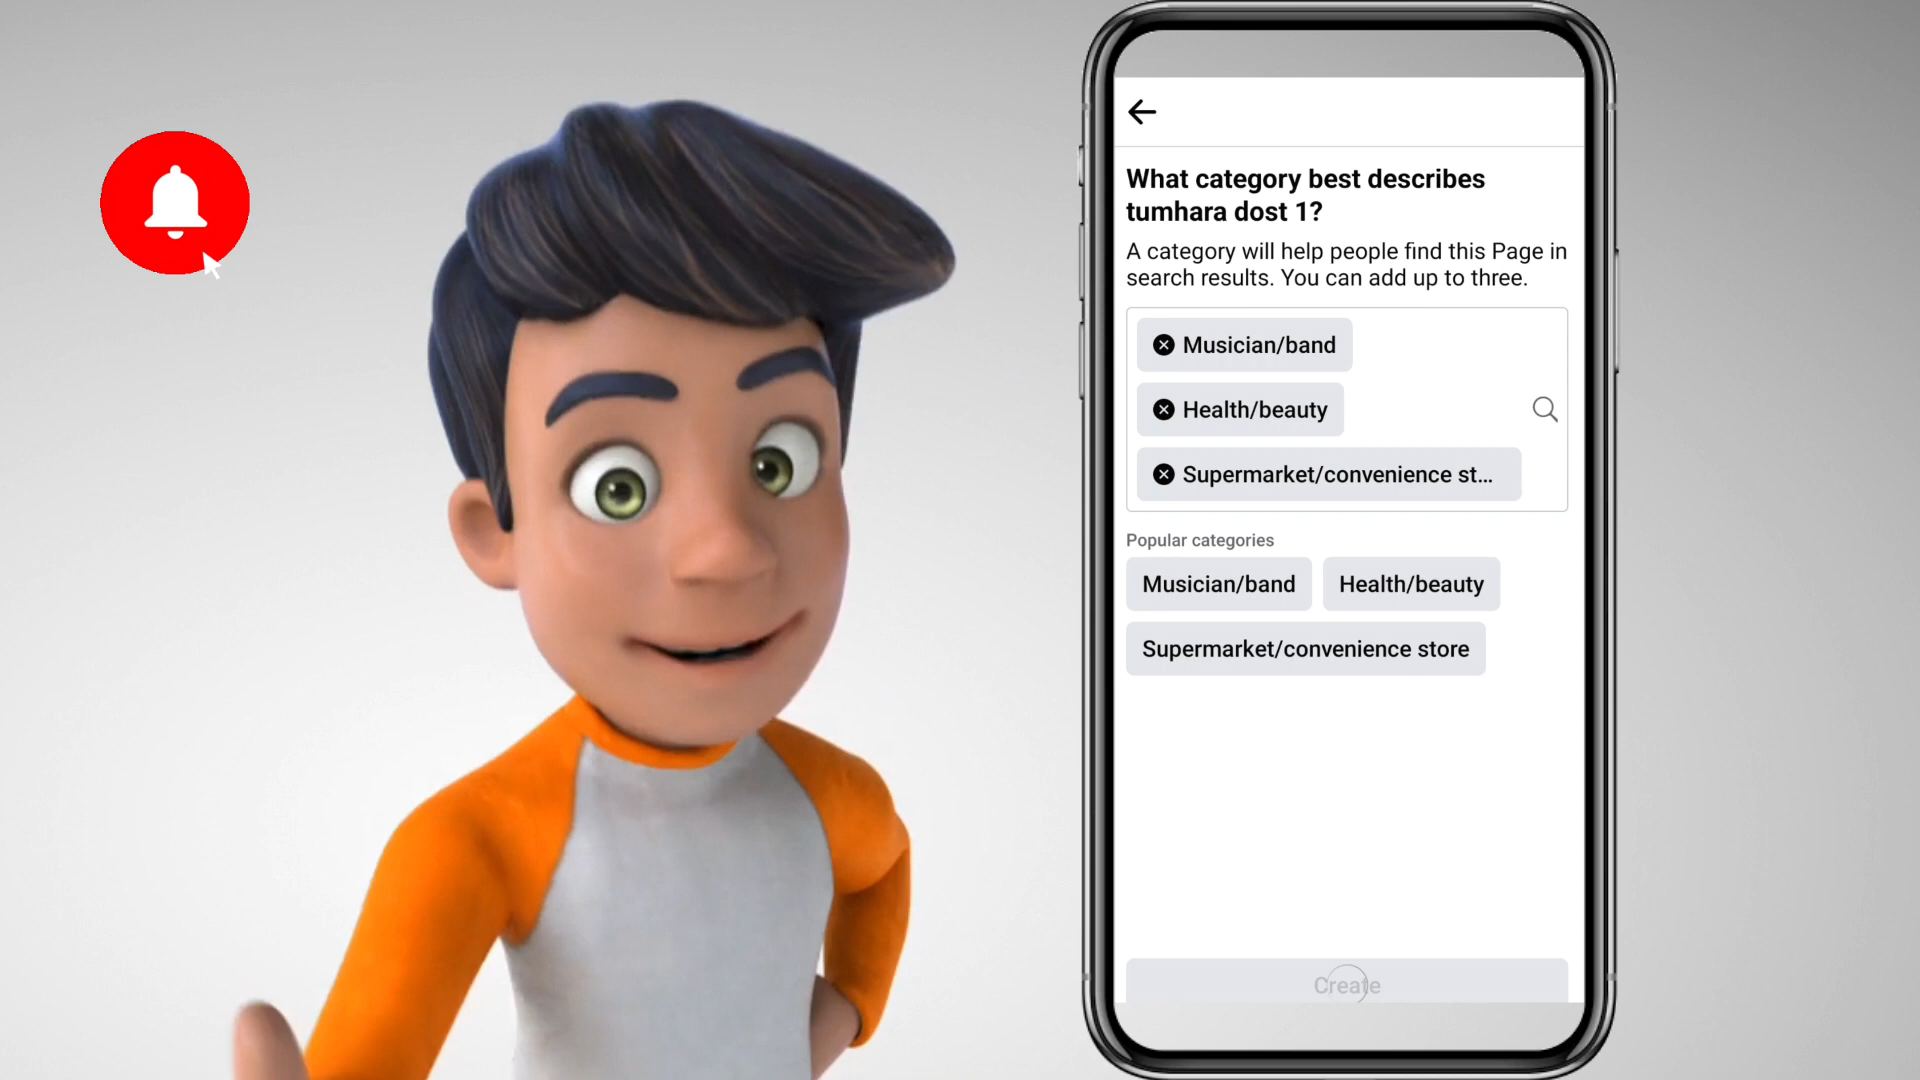 What category best describes
tumhara dost 1?
A category will help people find this Page in
search results. You can add up to three.
Musician/band
Health/beauty
Supermarket/convenience st...
Popular categories
Musician/band Health/beauty
Supermarket/convenience store
Create